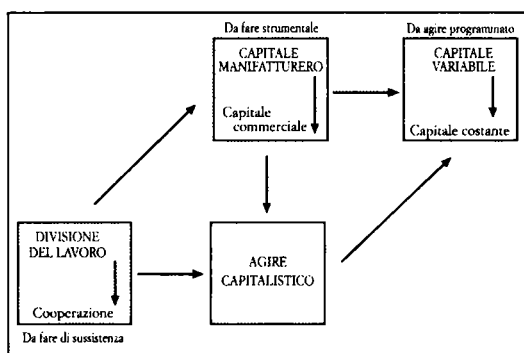 Da fare strumentale
CAPITALE
MANIFATTURERO
Capitale
commerciale
Da agire programmato
CAPITALE
VARIABILE
Capitale costante
DIVISIONE
DEL LAVORO
Cooperazione
Da fare di sussistenza
AGIRE
CAPITALISTICO